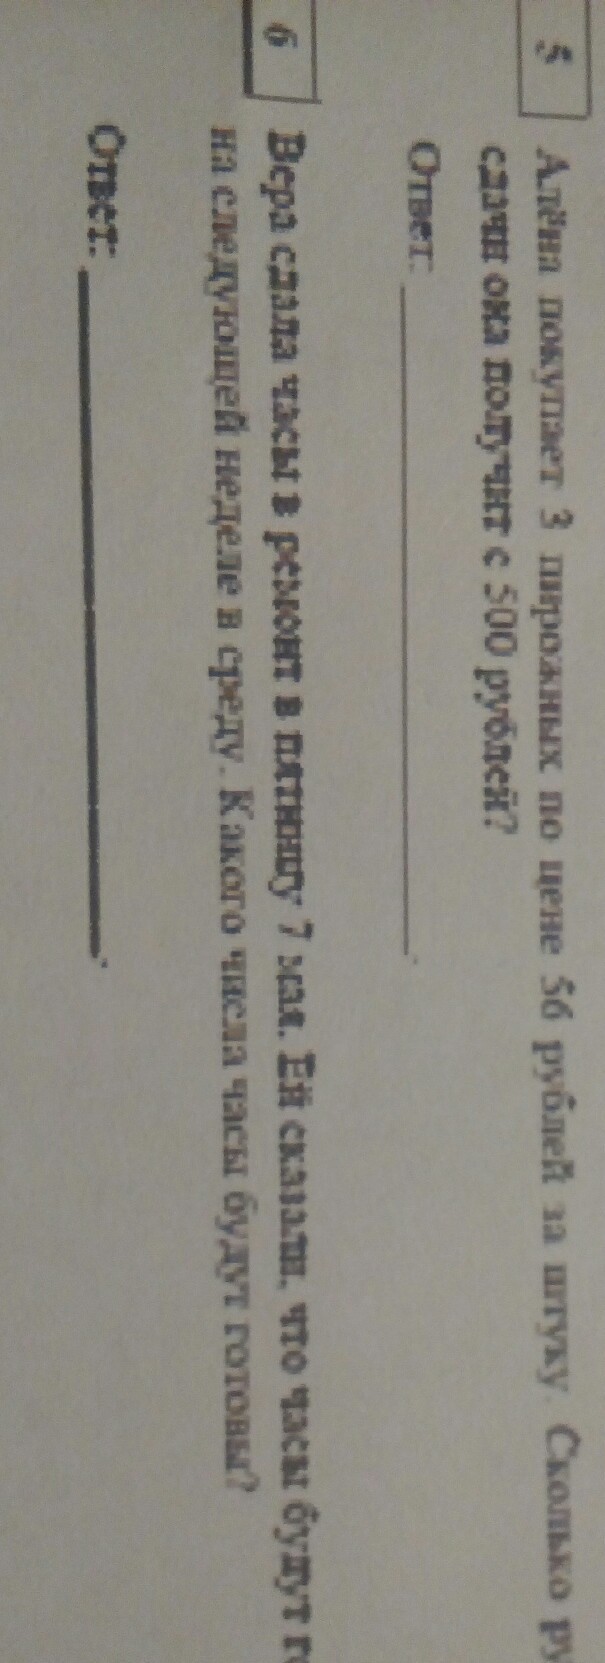 5
Алёна покупает 3 пирожных по цене 56 рублей за штуку. Сколько ру
сдачи она получит с 500 рублей?
Ответ:
6
Вера сдала часы в ремонт в пятницу 7 мая. Ей сказали, что часы будут г
на следующей неделе в среду. Какого числа часы будут готовы?
Ответ: